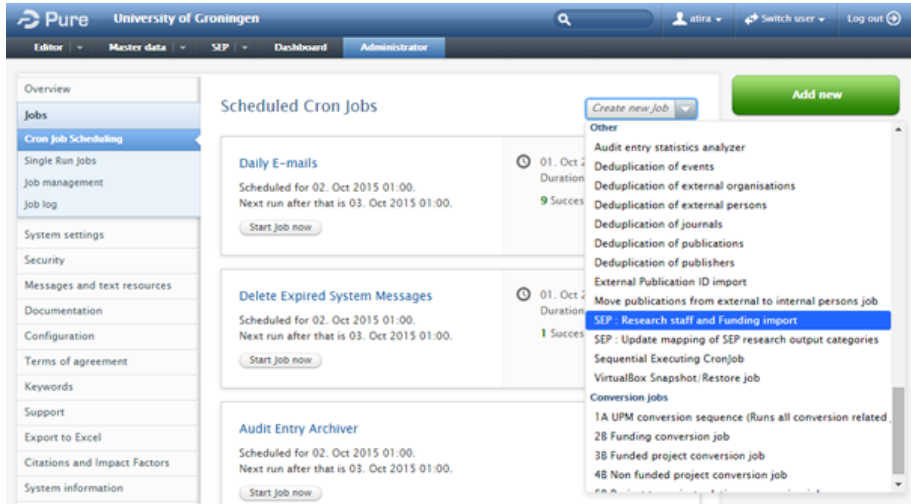 Pure University of Groningen
atira
Switch user
Log out
Editor
Master data
SEP
Dashboard
Administrator
Overview
Jobs
Cron Job Scheduling
Single Run Jobs
Job management
Job log
System settings
Security
Messages and text resources
Documentation
Configuration
Terms of agreement
Keywords
Support
Export to Excel
Citations and Impact Factors
System information
Scheduled Cron Jobs
Create new job
Add new
Daily E-mails
Scheduled for 02. Oct 2015 01:00.
Next run after that is 03. Oct 2015 01:00.
Start Job now
01. Oct 2
Duration
9 Succes
Delete Expired System Messages
Scheduled for 02. Oct 2015 01:00.
Next run after that is 03. Oct 2015 01:00.
Start Job now
01. Oct 2
Duration
1 Succes
Audit Entry Archiver
Scheduled for 02. Oct 2015 01:00.
Next run after that is 03. Oct 2015 01:00.
Start Job now
Other
Audit entry statistics analyzer
Deduplication of events
Deduplication of external organisations
Deduplication of external persons
Deduplication of journals
Deduplication of publications
Deduplication of publishers
External Publication ID import
Move publications from external to internal persons job
SEP : Research staff and Funding import
SEP : Update mapping of SEP research output categories
Sequential Executing CronJob
VirtualBox Snapshot/Restore job
Conversion jobs
1A UPM conversion sequence (Runs all conversion related
2B Funding conversion job
3B Funded project conversion job
4B Non funded project conversion job